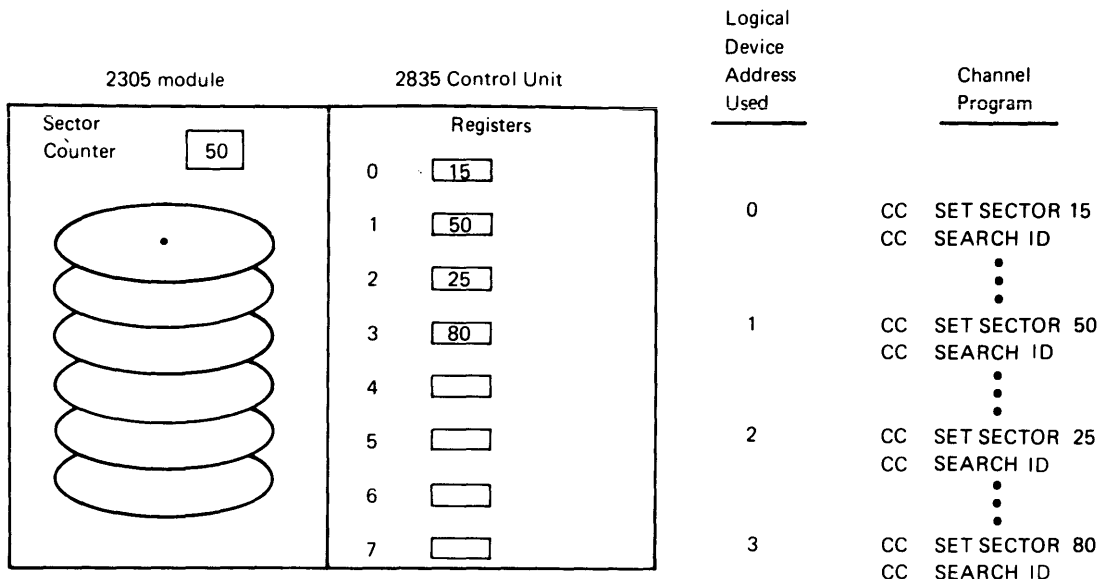 Logical
Device
Address
Used
Channel
Program
2305 module
2835 Control Unit
Sector
Counter
50
Registers
0 15
1 50
2 25
3 80
4
5
6
7
0 CC SET SECTOR 15
CC SEARCH ID
1 CC SET SECTOR 50
CC SEARCH ID
2 CC SET SECTOR 25
CC SEARCH ID
3 CC SET SECTOR 80
CC SEARCH ID